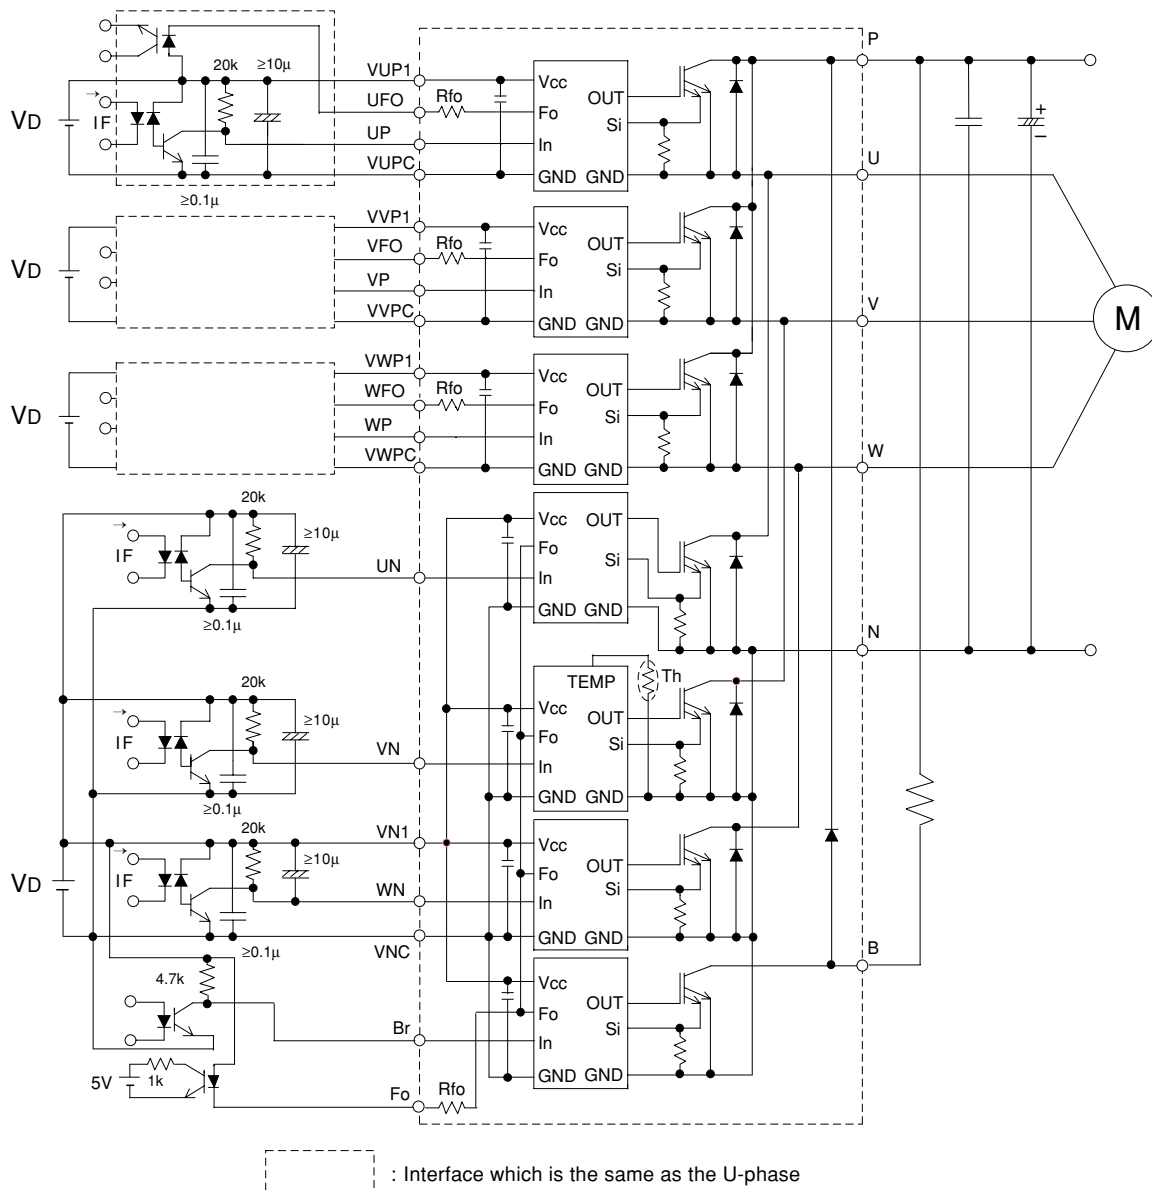 P
20k ≥10μ
VUP1
Vcc
Rfo
OUT
UFO
Fo
+
–
VD
→
IF
Si
UP
In
U
VUPC
GND GND
≥0.1μ
VVP1
Vcc
Rfo
VFO
OUT
Fo
VD
Si
VP
In
V
M
VVPC
GND GND
VWP1
Vcc
Rfo
WFO
OUT
Fo
VD
Si
WP
In
W
VWPC
GND GND
20k
→
≥10μ
Vcc OUT
IF
Fo
Si
UN
In
GND GND
≥0.1μ
N
Th
20k
TEMP
→
≥10μ
Vcc
OUT
IF
Fo
Si
VN
In
GND GND
≥0.1μ
20k
VN1
Vcc
→
≥10μ
OUT
IF
Fo
VD
Si
WN
In
GND GND
VNC
≥0.1μ
B
4.7k
Vcc
OUT
Fo
Br
Si
In
5V
1k
GND GND
Rfo
Fo
: Interface which is the same as the U-phase